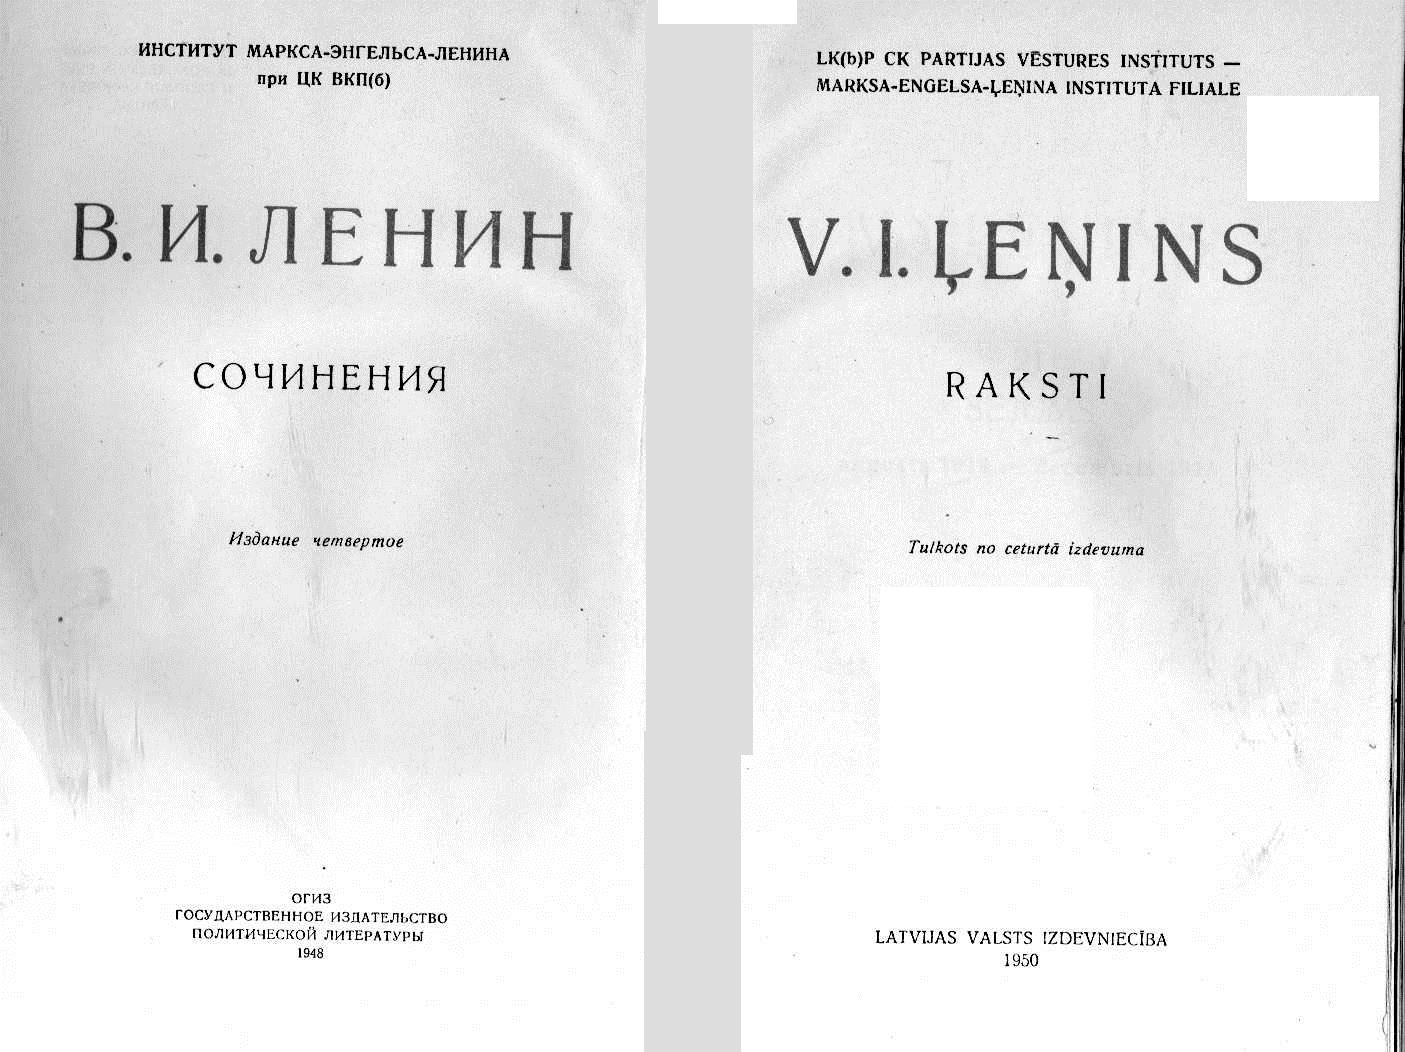 ИНСТИТУТ МАРКСА-ЭНГЕЛЬСА-ЛЕНИНА
при ЦК ВКП(б)
В. И. ЛЕНИН
СОЧИНЕНИЯ
Издание четвертое
ОГИЗ
ГОСУДАРСТВЕННОЕ ИЗДАТЕЛЬСТВО
ПОЛИТИЧЕСКОЙ ЛИТЕРАТУРЫ
1948
LK(b)P CK PARTIJAS VĒSTURES INSTITUTS —
MARKSA-ENGELSA-ĻEŅINA INSTITUTA FILIALE
V. I. ĻEŅINS
RAKSTI
Tulkots no ceturtā izdevuma
LATVIJAS VALSTS IZDEVNIECĪBA
1950